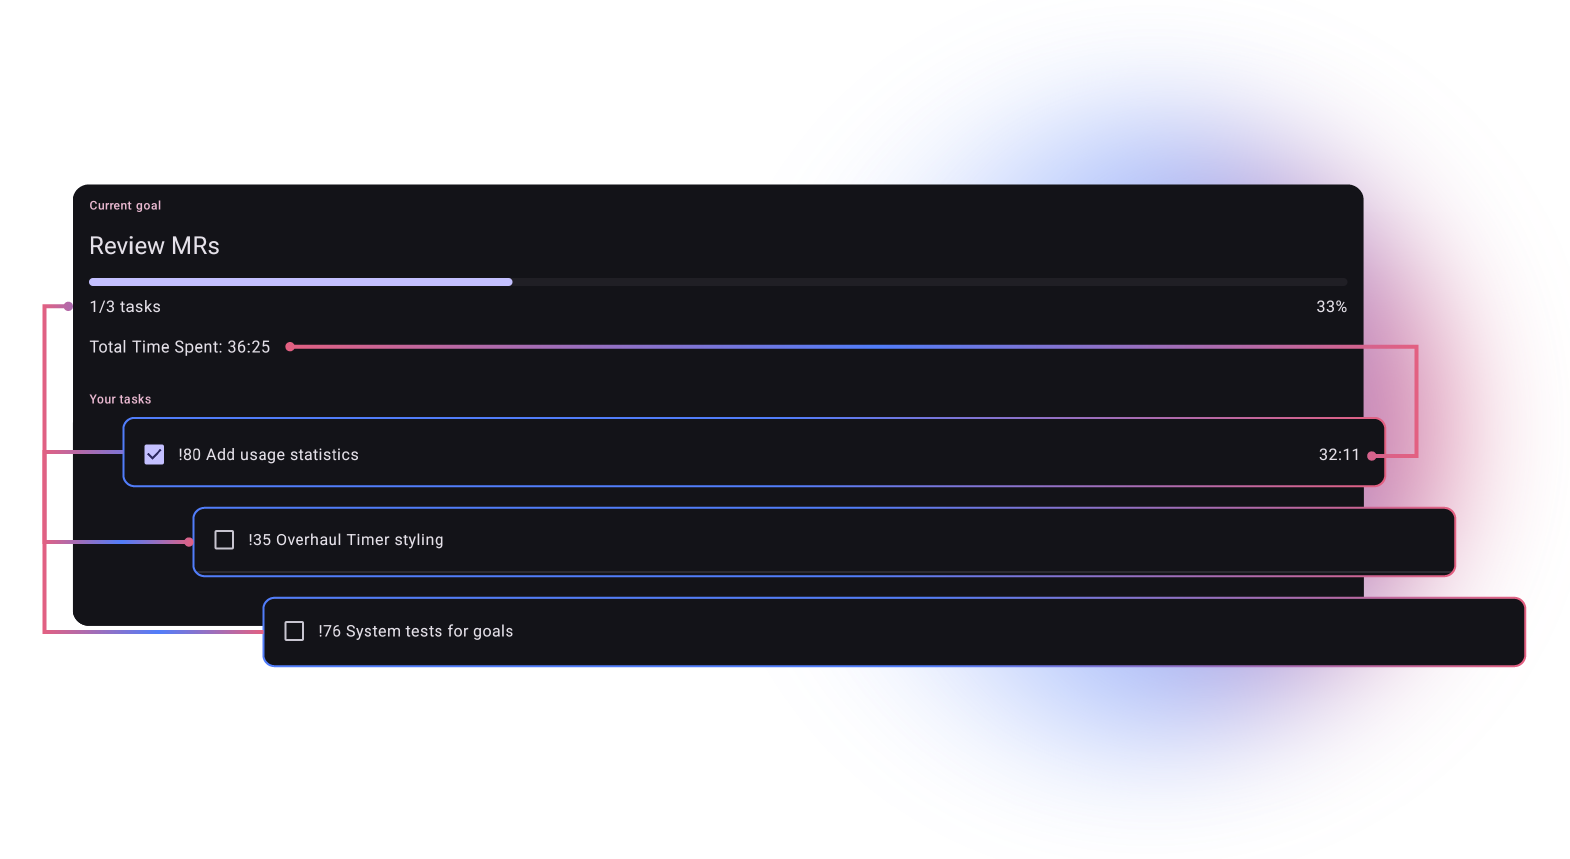 Current goal
Review MRs
1/3 tasks 33%
Total Time Spent: 36:25
Your tasks
!80 Add usage statistics 32:11
!35 Overhaul Timer styling
!76 System tests for goals